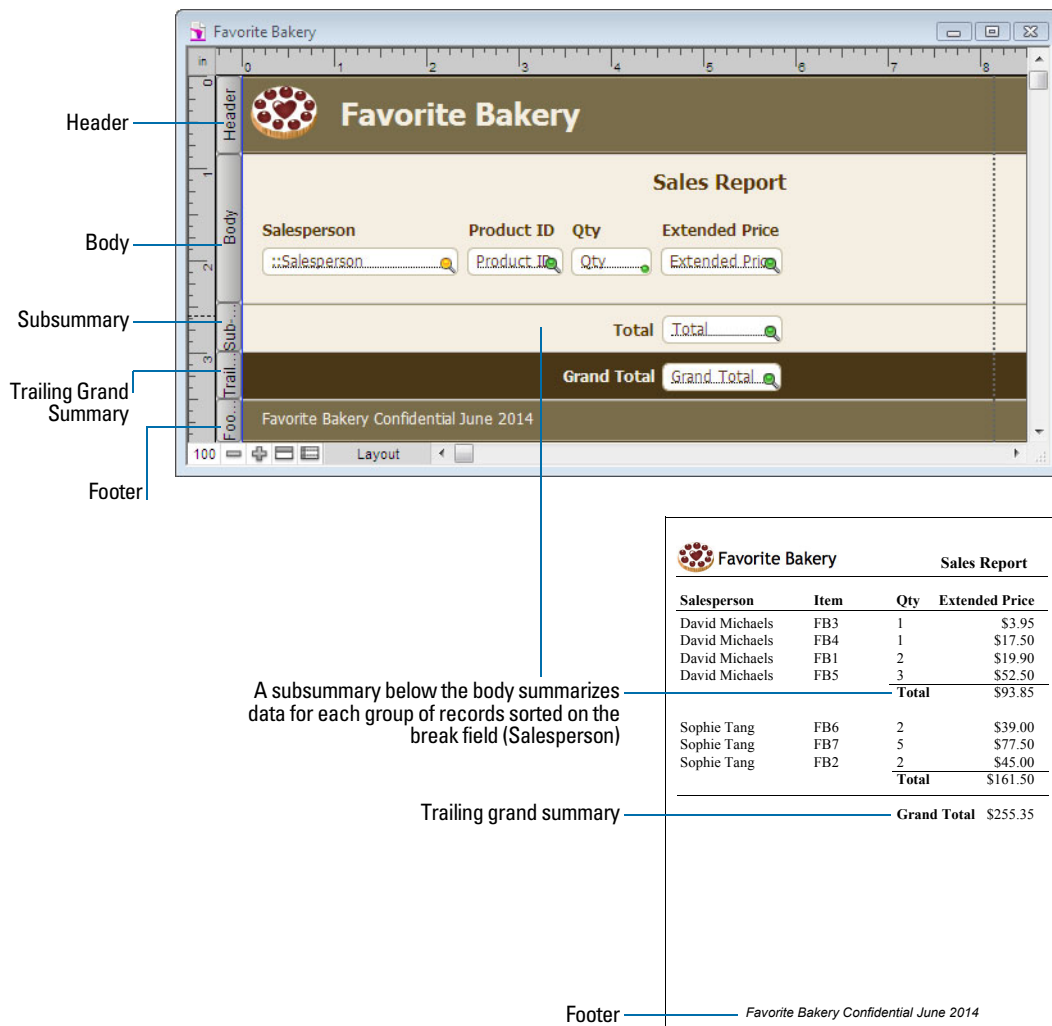 Favorite Bakery
in
0 1 2 3 4 5 6 7 8
0
1
2
3
Header
Header
Favorite Bakery
Sales Report
Body
Body
Salesperson Product ID Qty Extended Price
::Salesperson Product ID Qty Extended Price
Subsummary
Sub-...
Total Total
Trailing Grand
Summary
Trail...
Grand Total Grand Total
Foo...
Favorite Bakery Confidential June 2014
100 Layout
Footer
Favorite Bakery Sales Report
Salesperson Item Qty Extended Price
David Michaels FB3 1 $3.95
David Michaels FB4 1 $17.50
David Michaels FB1 2 $19.90
David Michaels FB5 3 $52.50
Total $93.85
A subsummary below the body summarizes
data for each group of records sorted on the
break field (Salesperson)
Sophie Tang FB6 2 $39.00
Sophie Tang FB7 5 $77.50
Sophie Tang FB2 2 $45.00
Total $161.50
Trailing grand summary
Grand Total $255.35
Footer
Favorite Bakery Confidential June 2014